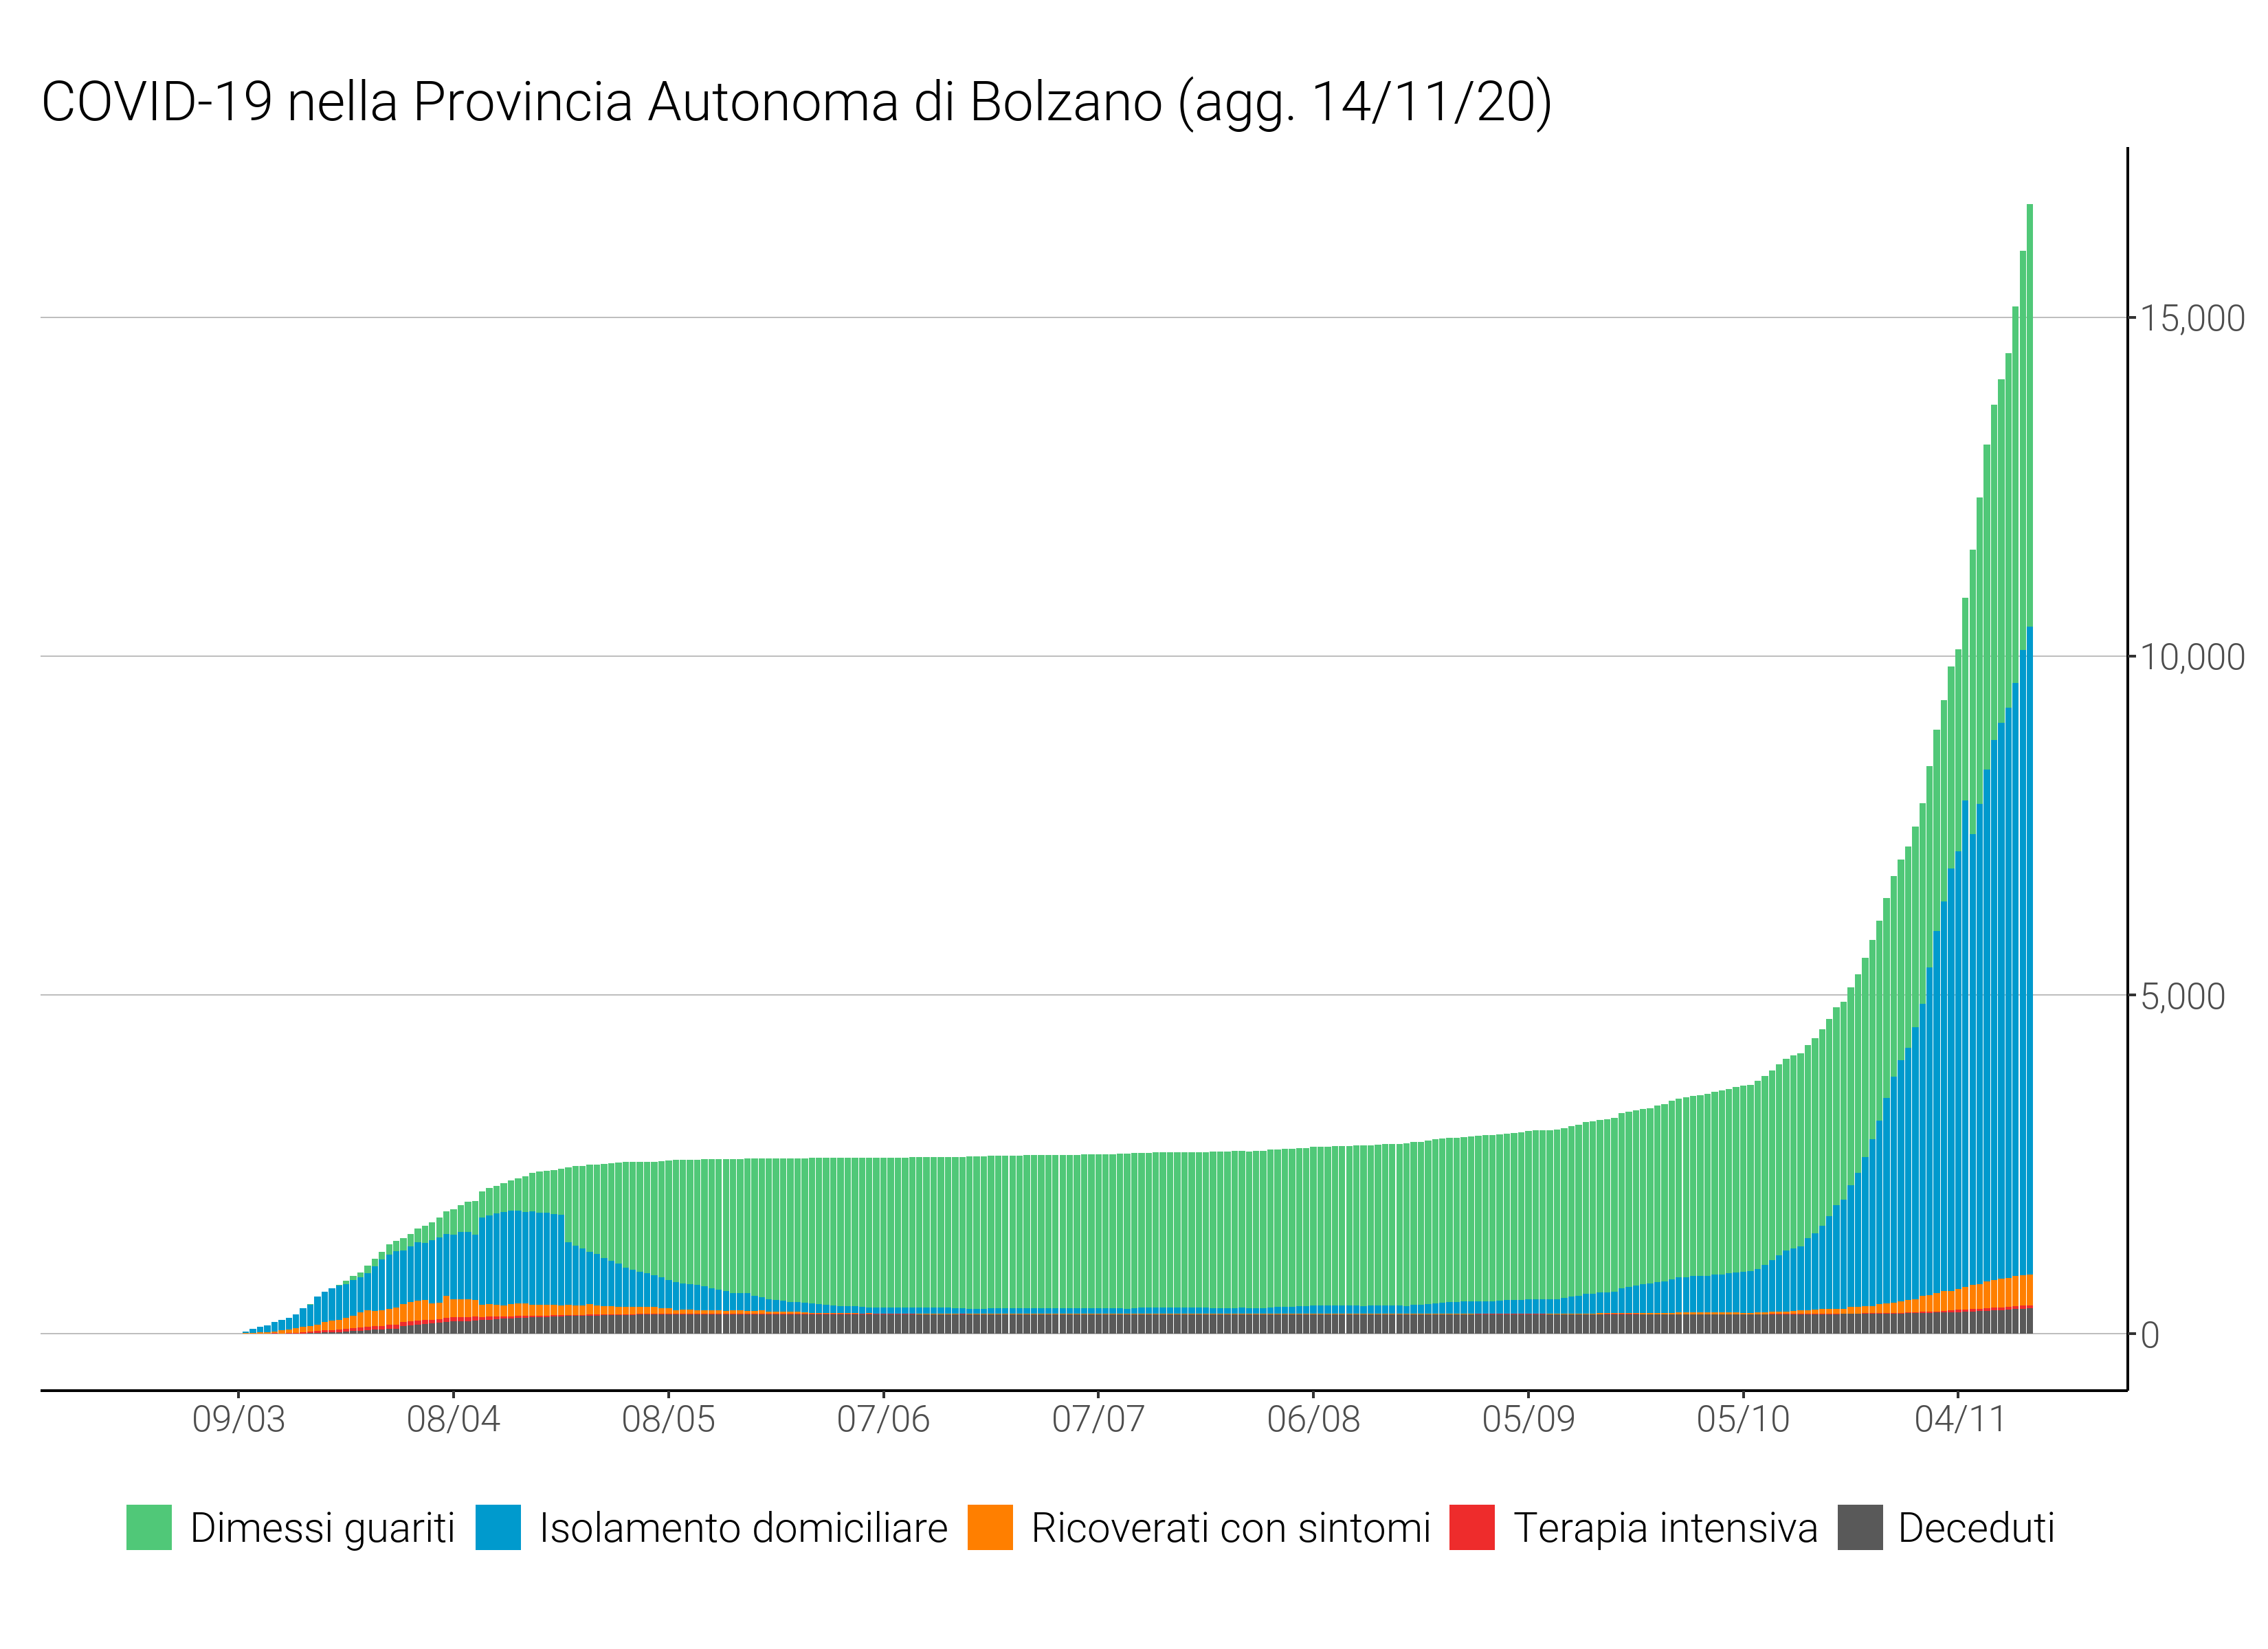 COVID-19 nella Provincia Autonoma di Bolzano (agg. 14/11/20)
15,000
10,000
5,000
0
09/03 08/04 08/05 07/06 07/07 06/08 05/09 05/10 04/11
Dimessi guariti Isolamento domiciliare Ricoverati con sintomi Terapia intensiva Deceduti